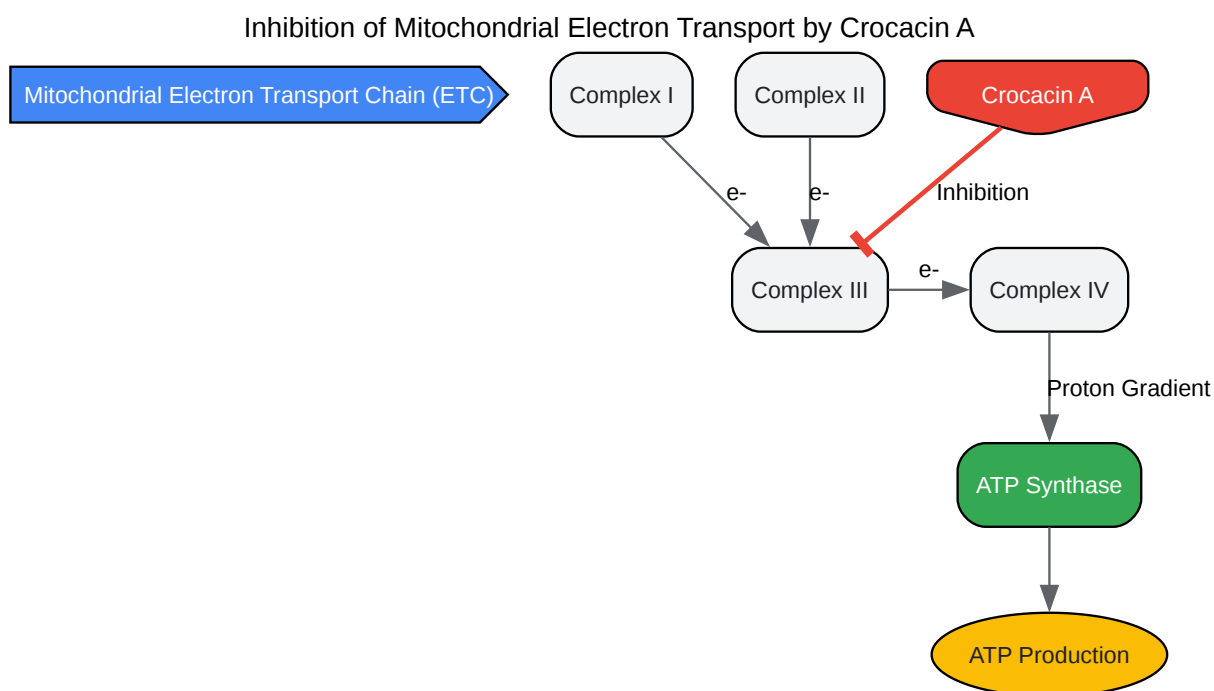 Inhibition of Mitochondrial Electron Transport by Crocacin A
Mitochondrial Electron Transport Chain (ETC)
Complex I
Complex II
Crocacin A
e-
e-
Inhibition
Complex III
e-
Complex IV
Proton Gradient
ATP Synthase
ATP Production